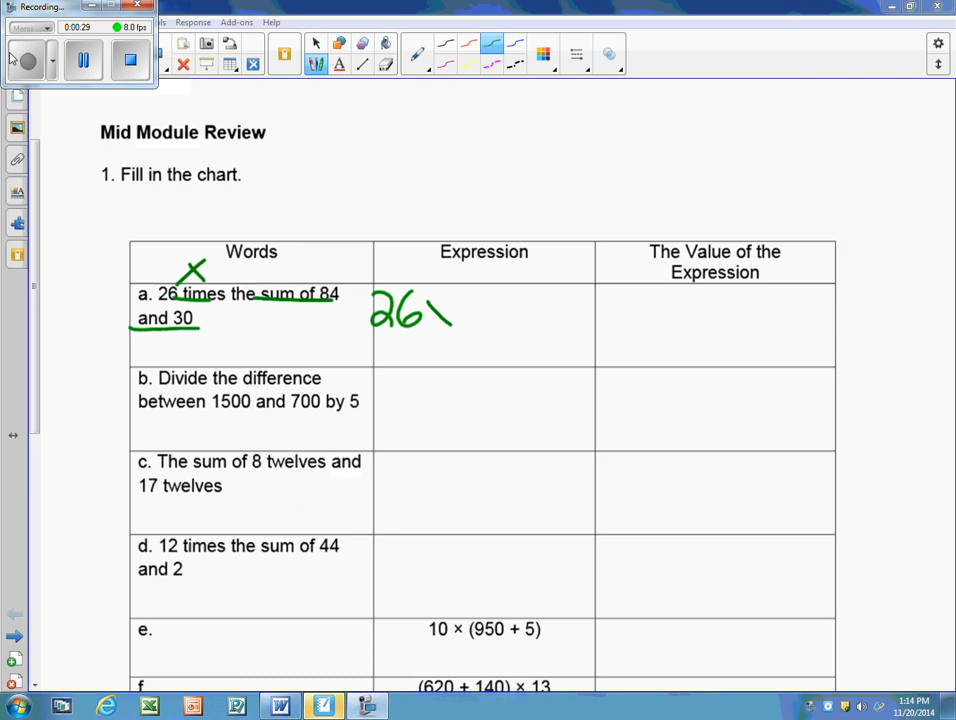 Recording...
Menu
0:00:29
8.0 fps
Response
Add-ons
Help
Mid Module Review
1. Fill in the chart.
Words
Expression
The Value of the
Expression
X
a. 26 times the sum of 84
and 30
26
b. Divide the difference
between 1500 and 700 by 5
c. The sum of 8 twelves and
17 twelves
d. 12 times the sum of 44
and 2
e.
10 × (950 + 5)
f
(620 + 140) × 13
1:14 PM
11/20/2014